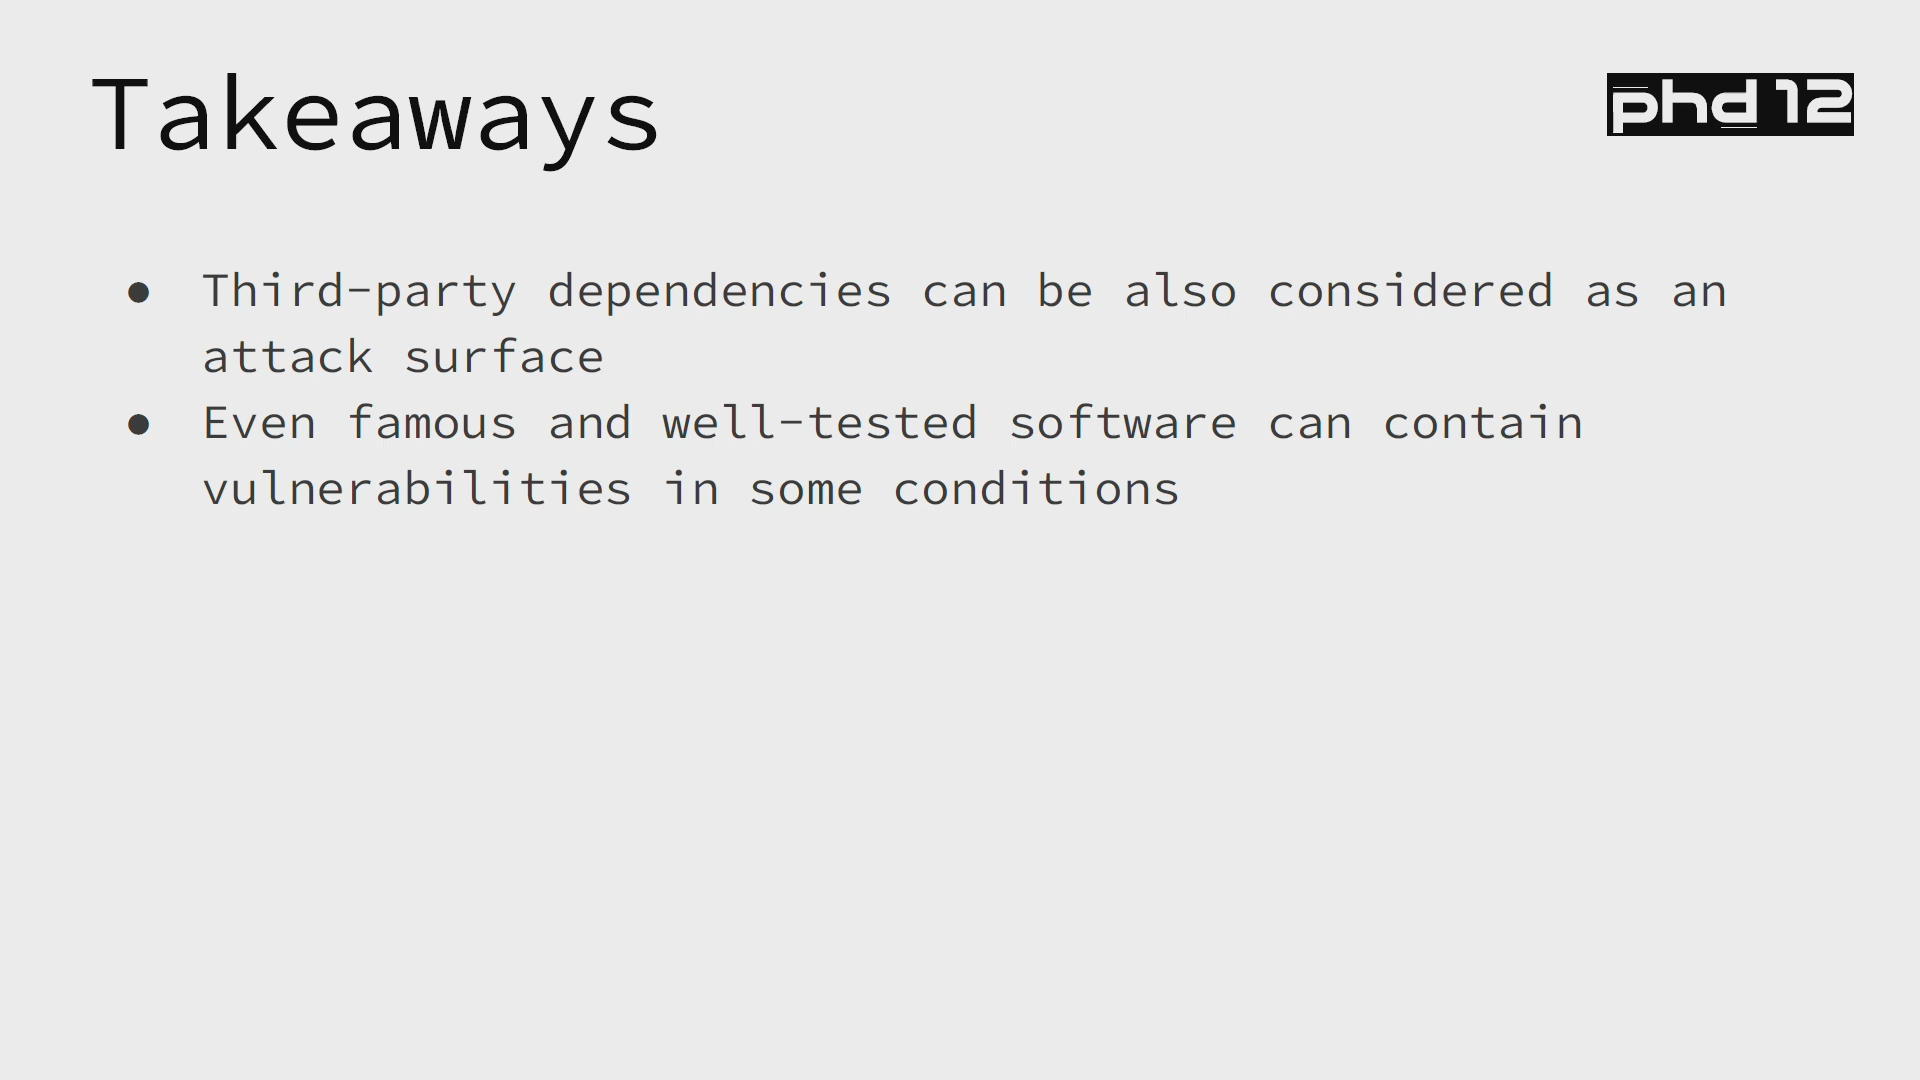 Takeaways
phd 12
● Third-party dependencies can be also considered as an
attack surface
● Even famous and well-tested software can contain
vulnerabilities in some conditions